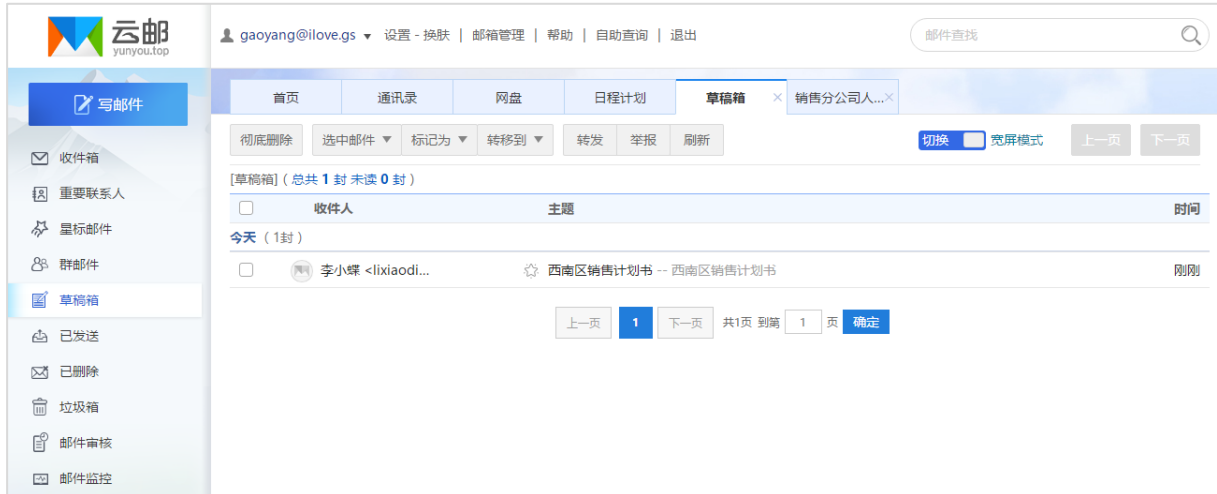 云邮
yunyou.top
gaoyang@ilove.gs ▼ 设置 - 换肤 | 邮箱管理 | 帮助 | 自助查询 | 退出
邮件查找
写邮件
收件箱
重要联系人
星标邮件
群邮件
草稿箱
已发送
已删除
垃圾箱
邮件审核
邮件监控
首页 通讯录 网盘 日程计划 草稿箱 × 销售分公司人...×
彻底删除 选中邮件 ▼ 标记为 ▼ 转移到 ▼ 转发 举报 刷新 切换 宽屏模式 上一页 下一页
[草稿箱] ( 总共 1 封 未读 0 封 )
收件人 主题 时间
今天 ( 1封 )
李小蝶 <lixiaodi... 西南区销售计划书 -- 西南区销售计划书 刚刚
上一页 1 下一页 共1页 到第 1 页 确定